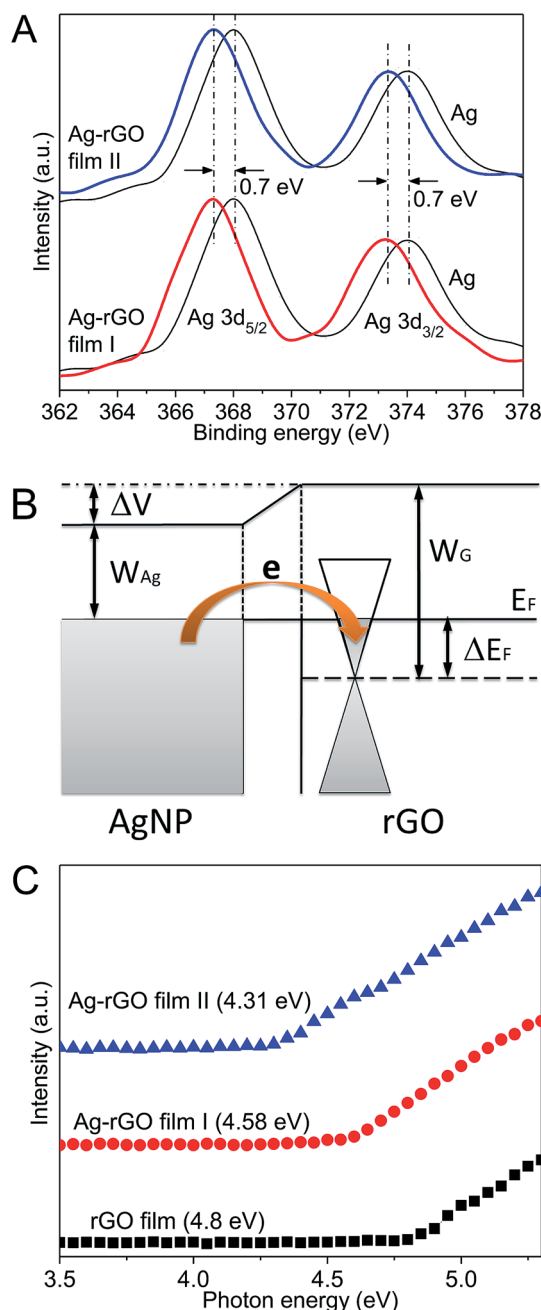 A
Intensity (a.u.)
Ag-rGO
film II
Ag
0.7 eV
0.7 eV
Ag-rGO
film I
Ag 3d5/2
Ag 3d3/2
Ag
362 364 366 368 370 372 374 376 378
Binding energy (eV)
B
ΔV
WAg
e
WG
EF
ΔEF
AgNP
rGO
C
Intensity (a.u.)
Ag-rGO film II (4.31 eV)
Ag-rGO film I (4.58 eV)
rGO film (4.8 eV)
3.5 4.0 4.5 5.0
Photon energy (eV)